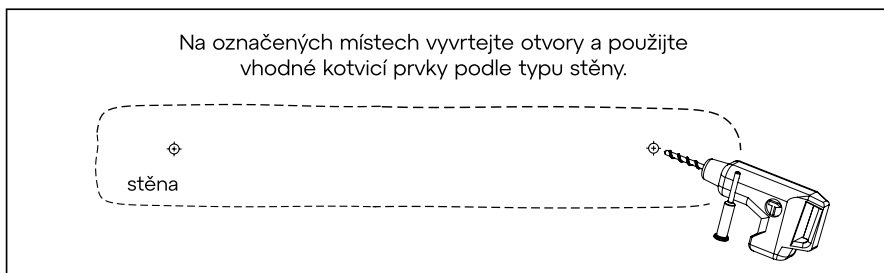 Na označených místech vyvrtejte otvory a použijte
vhodné kotvicí prvky podle typu stěny.
stěna